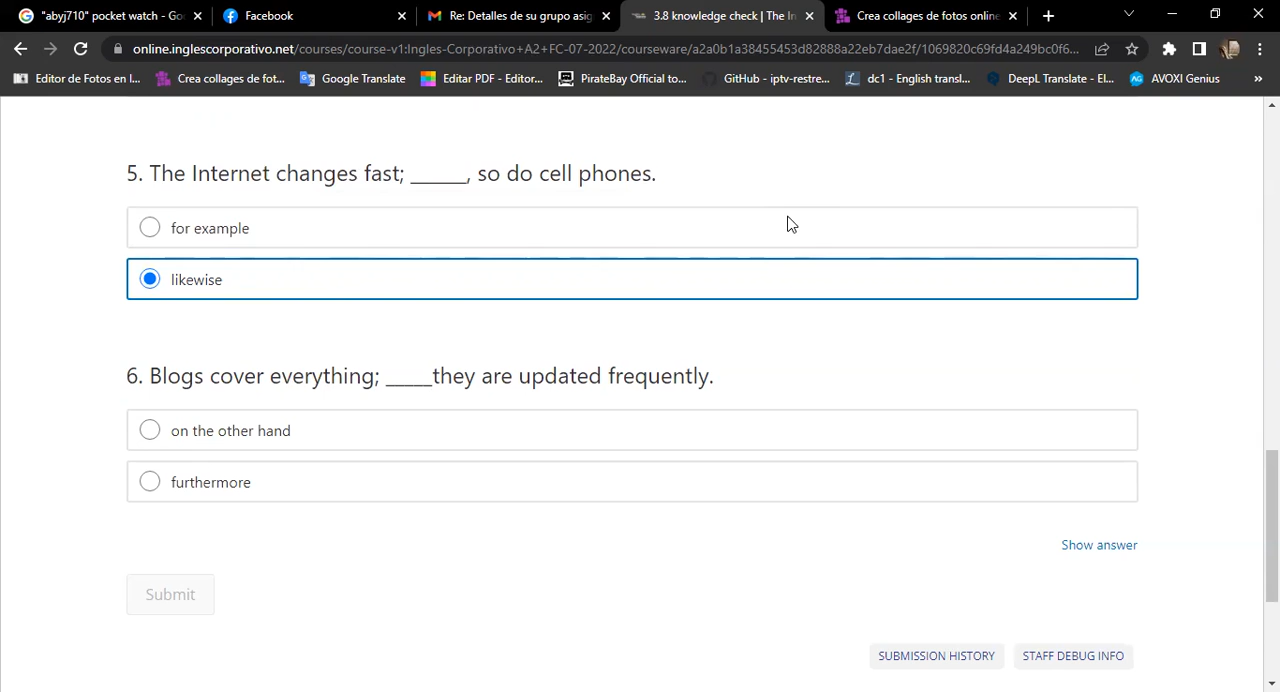 "abyj710" pocket watch - Go
Facebook
Re: Detalles de su grupo asig
3.8 knowledge check | The In
Crea collages de fotos online
online.inglescorporativo.net/courses/course-v1:Ingles-Corporativo+A2+FC-07-2022/courseware/a2a0b1a38455453d82888a22eb7dae2f/1069820c69fd4a249bc0f6...
Editor de Fotos en l...
Crea collages de fot...
Google Translate
Editar PDF - Editor...
PirateBay Official to...
GitHub - iptv-restre...
dc1 - English transl...
DeepL Translate - El...
AVOXI Genius
»
5. The Internet changes fast; ______, so do cell phones.
for example
likewise
6. Blogs cover everything; _____they are updated frequently.
on the other hand
furthermore
Show answer
Submit
SUBMISSION HISTORY
STAFF DEBUG INFO